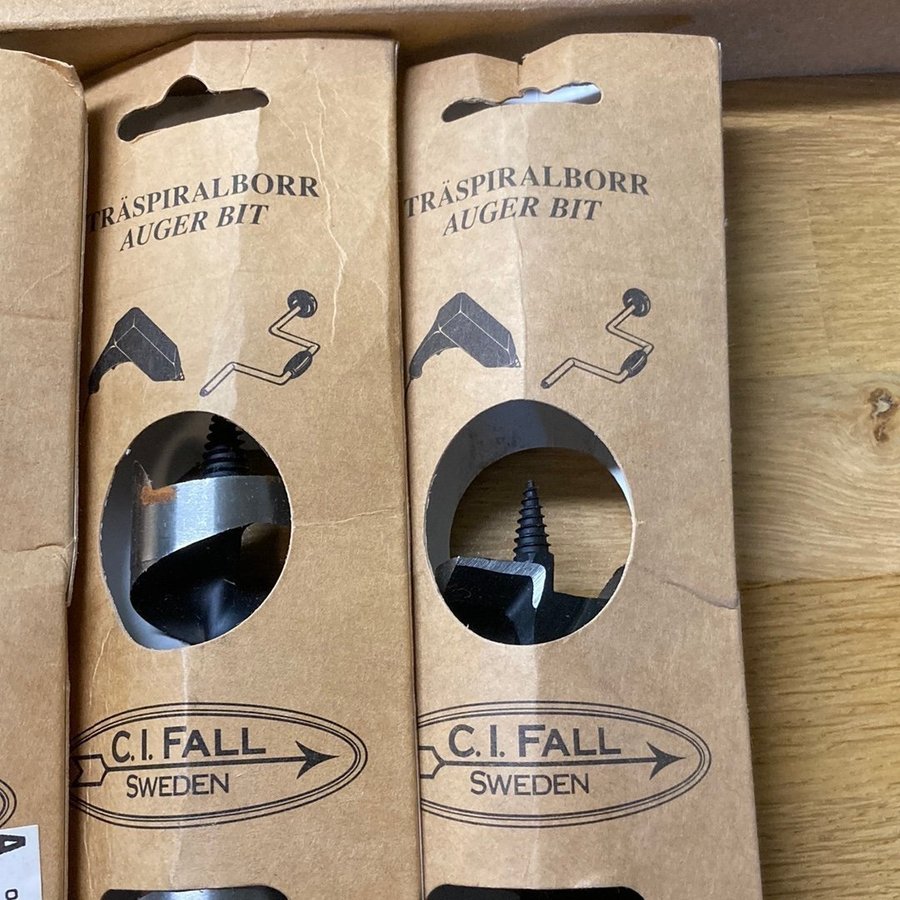 TRÄSPIRALBORR
AUGER BIT
C.I. FALL
SWEDEN
TRÄSPIRALBORR
AUGER BIT
C.I. FALL
SWEDEN
A